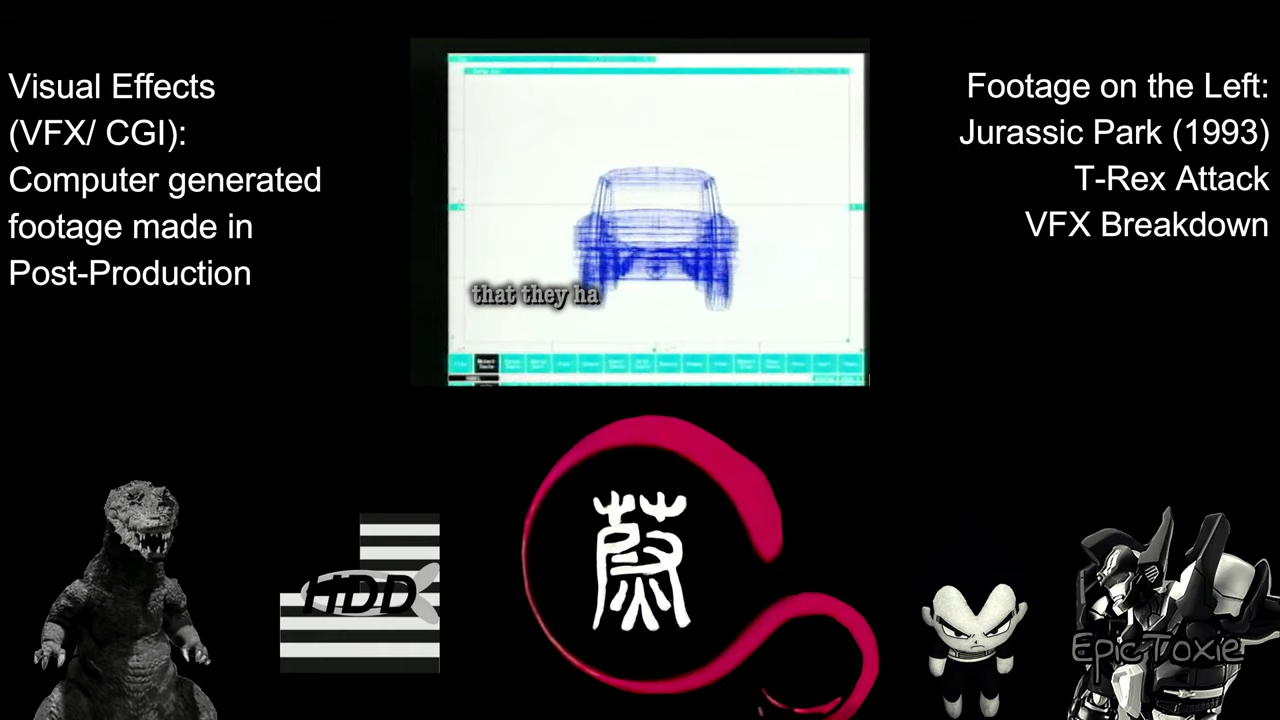 Visual Effects
(VFX/ CGI):
Computer generated
footage made in
Post-Production
that they ha
Footage on the Left:
Jurassic Park (1993)
T-Rex Attack
VFX Breakdown
HDD
EpicToxie